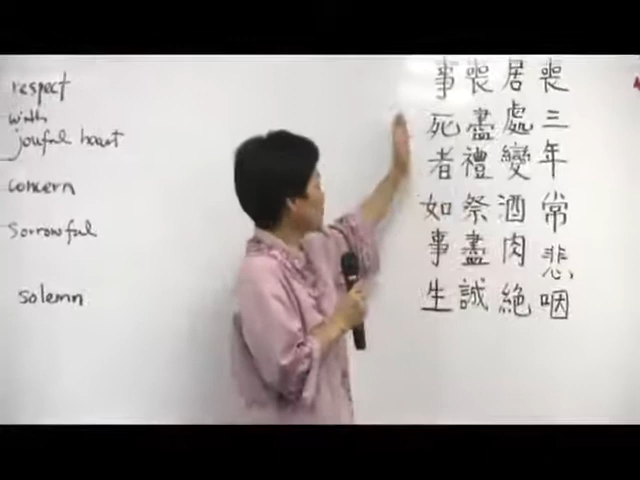 respect
with
joyful heart
concern
sorrowful
solemn
喪三年常悲咽
居處變酒肉絕
喪盡禮祭盡誠
事死者如事生